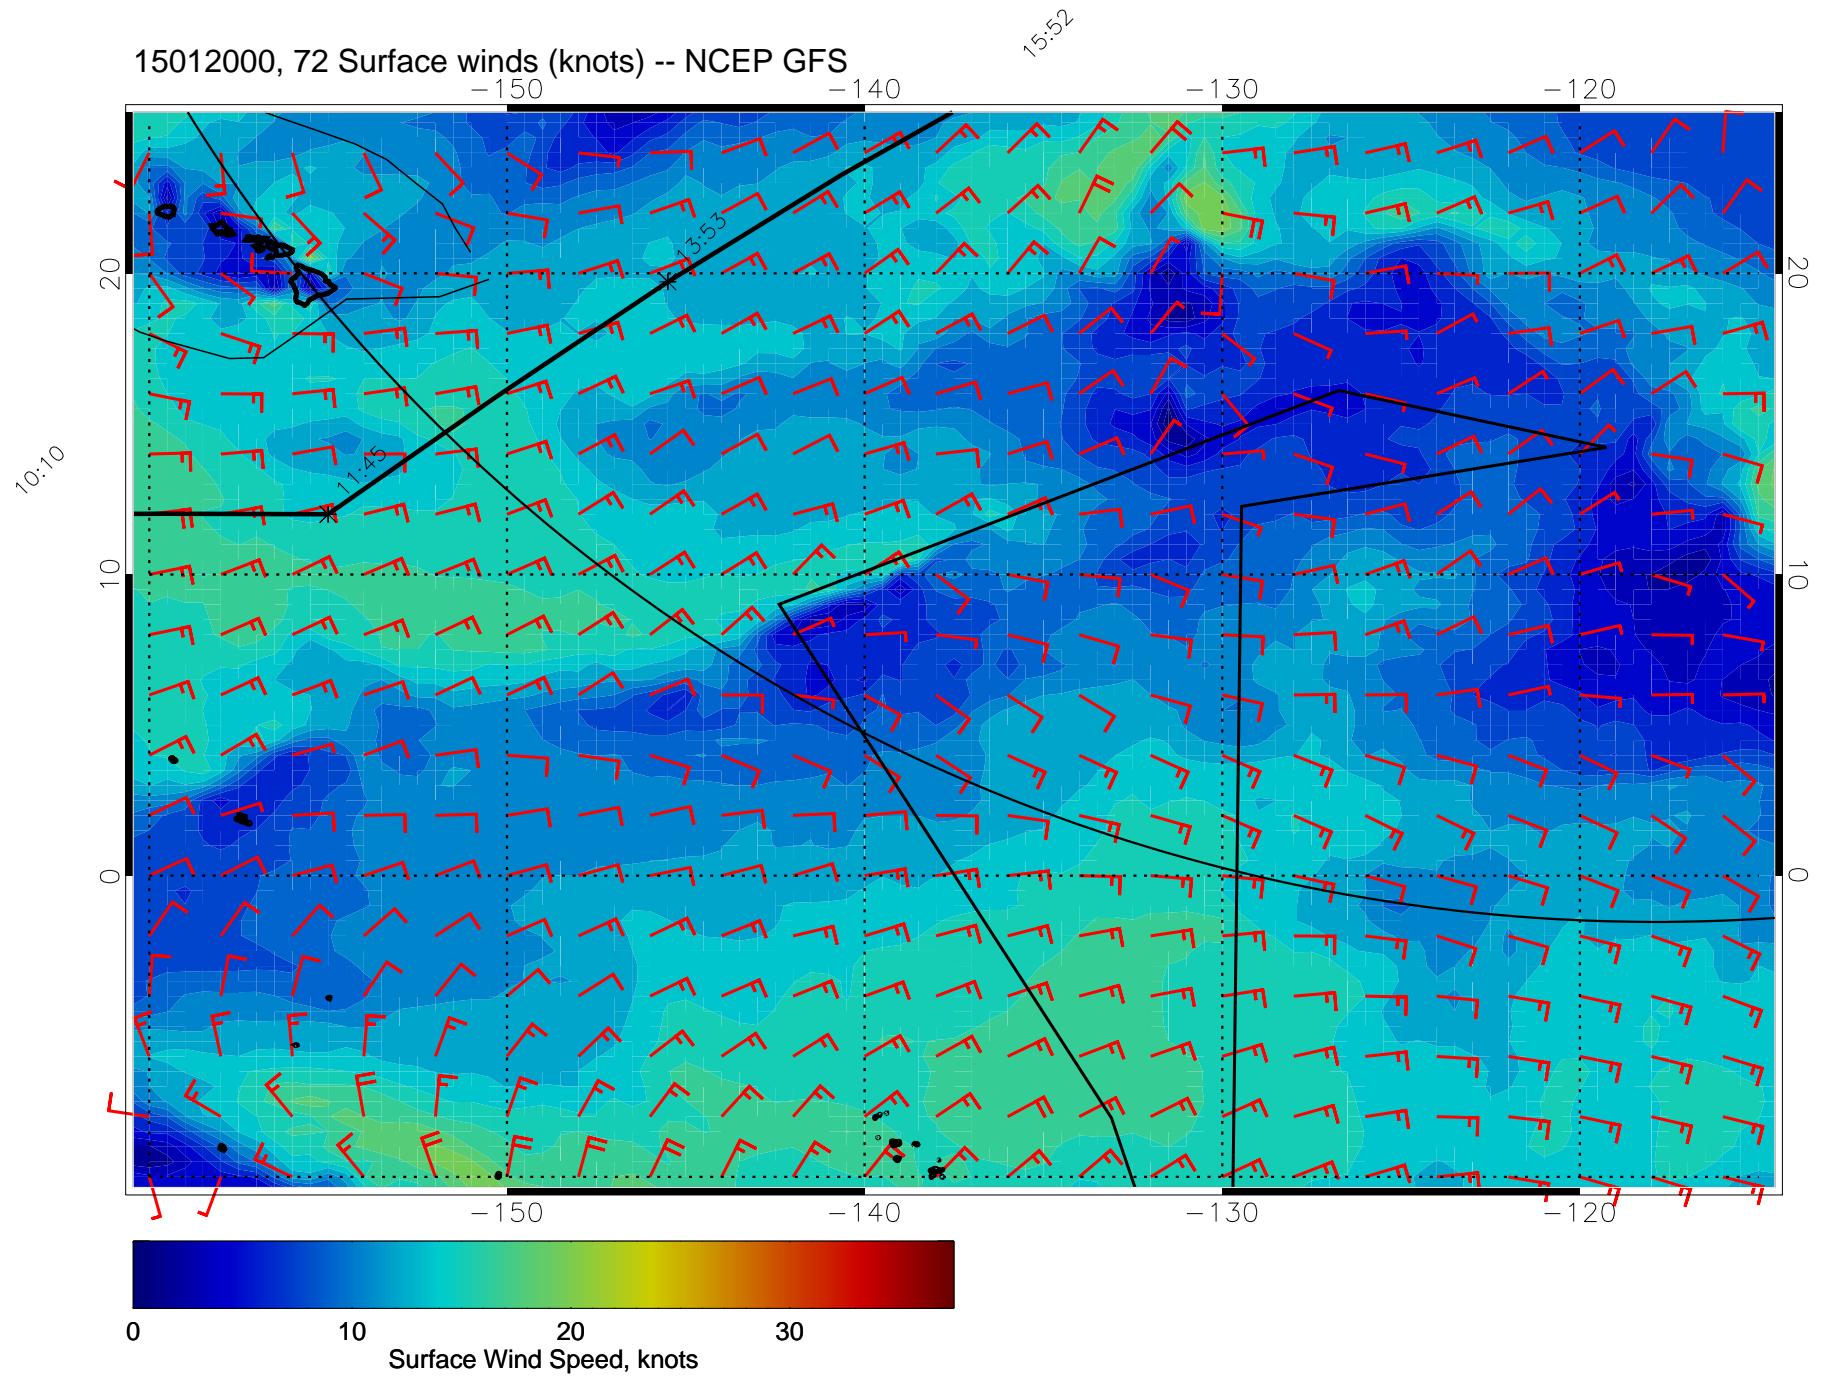 15:52
15012000, 72 Surface winds (knots) -- NCEP GFS
-150 -140 -130 -120
20 20
13:53
10:10
11:45
10 10
0 0
-150 -140 -130 -120
0 10 20 30
Surface Wind Speed, knots